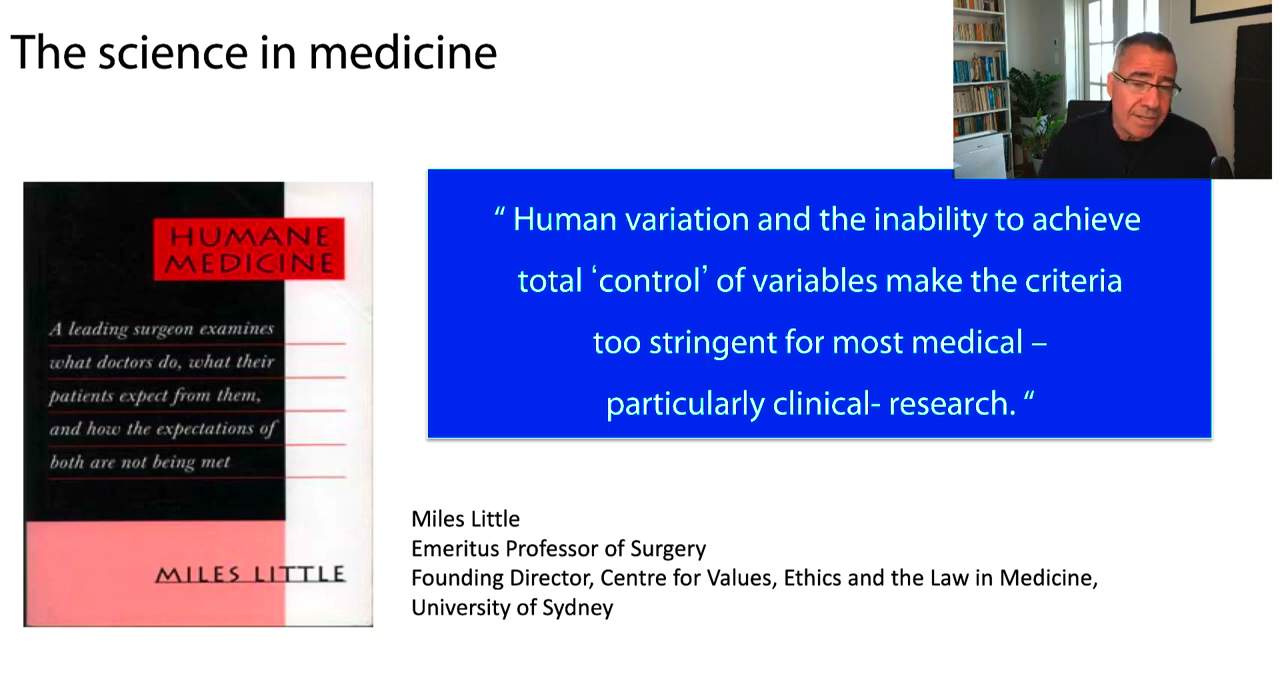 The science in medicine
HUMANE
MEDICINE
A leading surgeon examines
what doctors do, what their
patients expect from them,
and how the expectations of
both are not being met
MILES LITTLE
“ Human variation and the inability to achieve
total ‘control’ of variables make the criteria
too stringent for most medical –
particularly clinical- research. “
Miles Little
Emeritus Professor of Surgery
Founding Director, Centre for Values, Ethics and the Law in Medicine,
University of Sydney